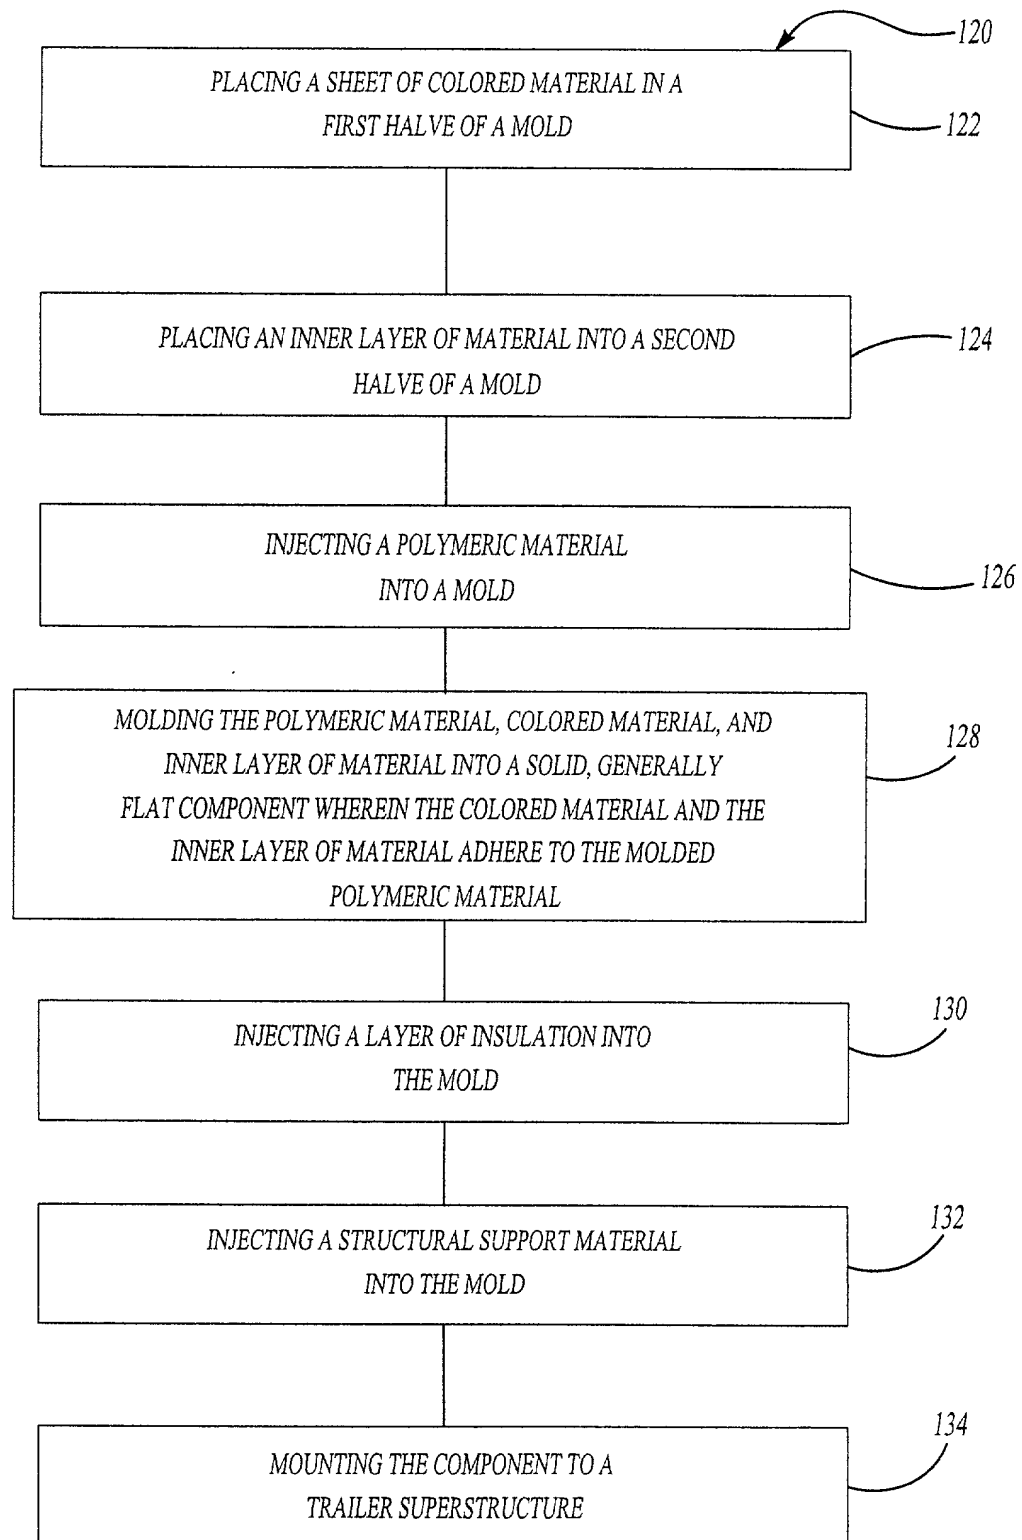 120
PLACING A SHEET OF COLORED MATERIAL IN A
FIRST HALVE OF A MOLD
122
PLACING AN INNER LAYER OF MATERIAL INTO A SECOND
HALVE OF A MOLD
124
INJECTING A POLYMERIC MATERIAL
INTO A MOLD
126
MOLDING THE POLYMERIC MATERIAL, COLORED MATERIAL, AND
INNER LAYER OF MATERIAL INTO A SOLID, GENERALLY
FLAT COMPONENT WHEREIN THE COLORED MATERIAL AND THE
INNER LAYER OF MATERIAL ADHERE TO THE MOLDED
POLYMERIC MATERIAL
128
INJECTING A LAYER OF INSULATION INTO
THE MOLD
130
INJECTING A STRUCTURAL SUPPORT MATERIAL
INTO THE MOLD
132
MOUNTING THE COMPONENT TO A
TRAILER SUPERSTRUCTURE
134